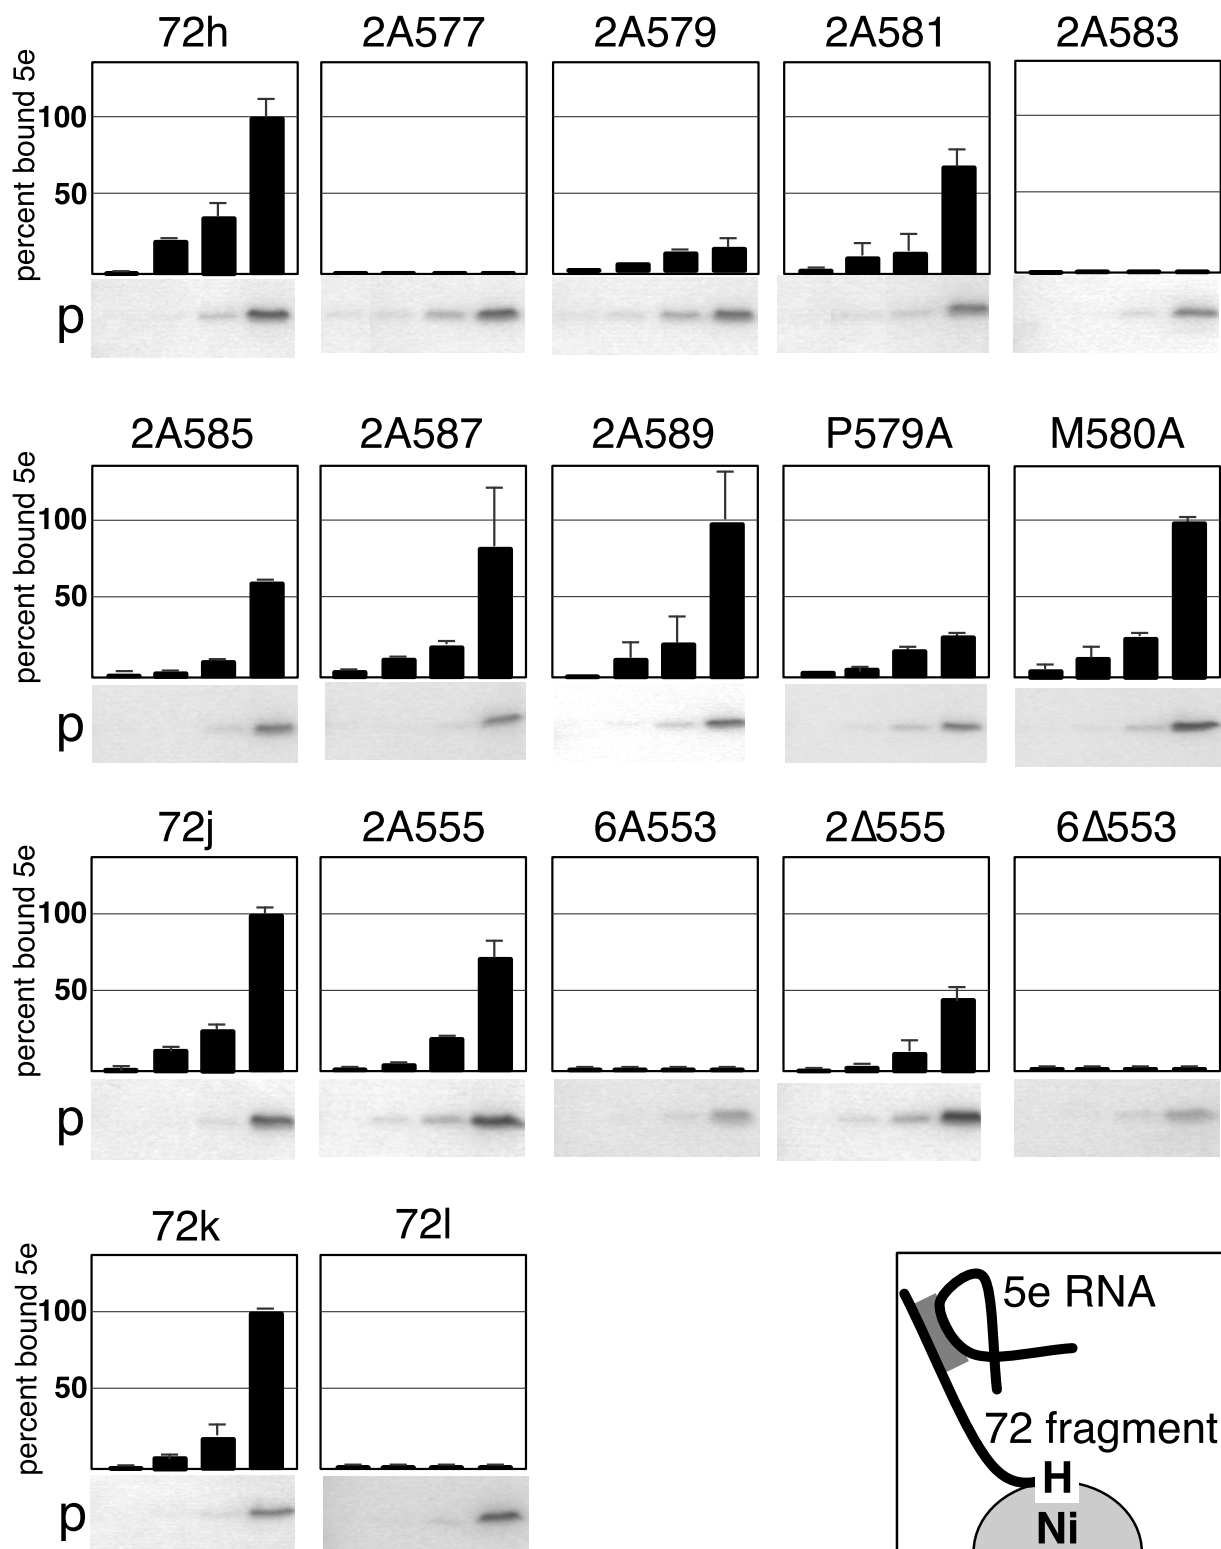 72h 2A577 2A579 2A581 2A583
percent bound 5e
100
50
p
2A585 2A587 2A589 P579A M580A
percent bound 5e
100
50
p
72j 2A555 6A553 2Δ555 6Δ553
percent bound 5e
100
50
p
72k 72l
percent bound 5e
100
50
p
5e RNA
72 fragment
H
Ni